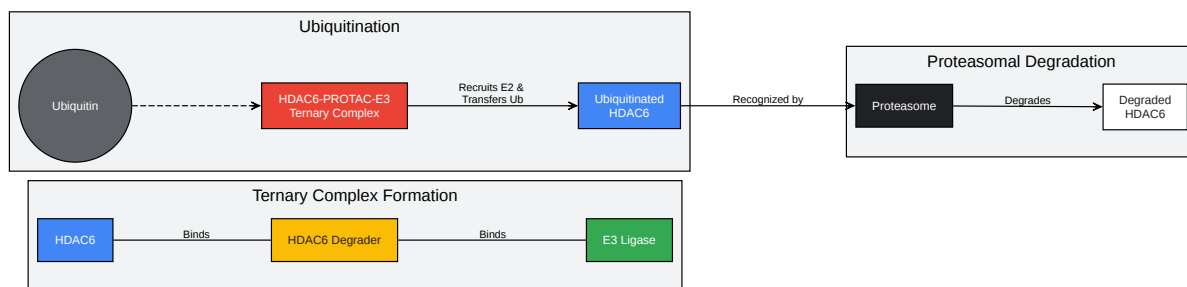 Ubiquitination
Ubiquitin
HDAC6-PROTAC-E3
Ternary Complex
Recruits E2 &
Transfers Ub
Ubiquitinated
HDAC6
Recognized by
Proteasomal Degradation
Proteasome
Degrades
Degraded
HDAC6
Ternary Complex Formation
HDAC6
Binds
HDAC6 Degrader
Binds
E3 Ligase